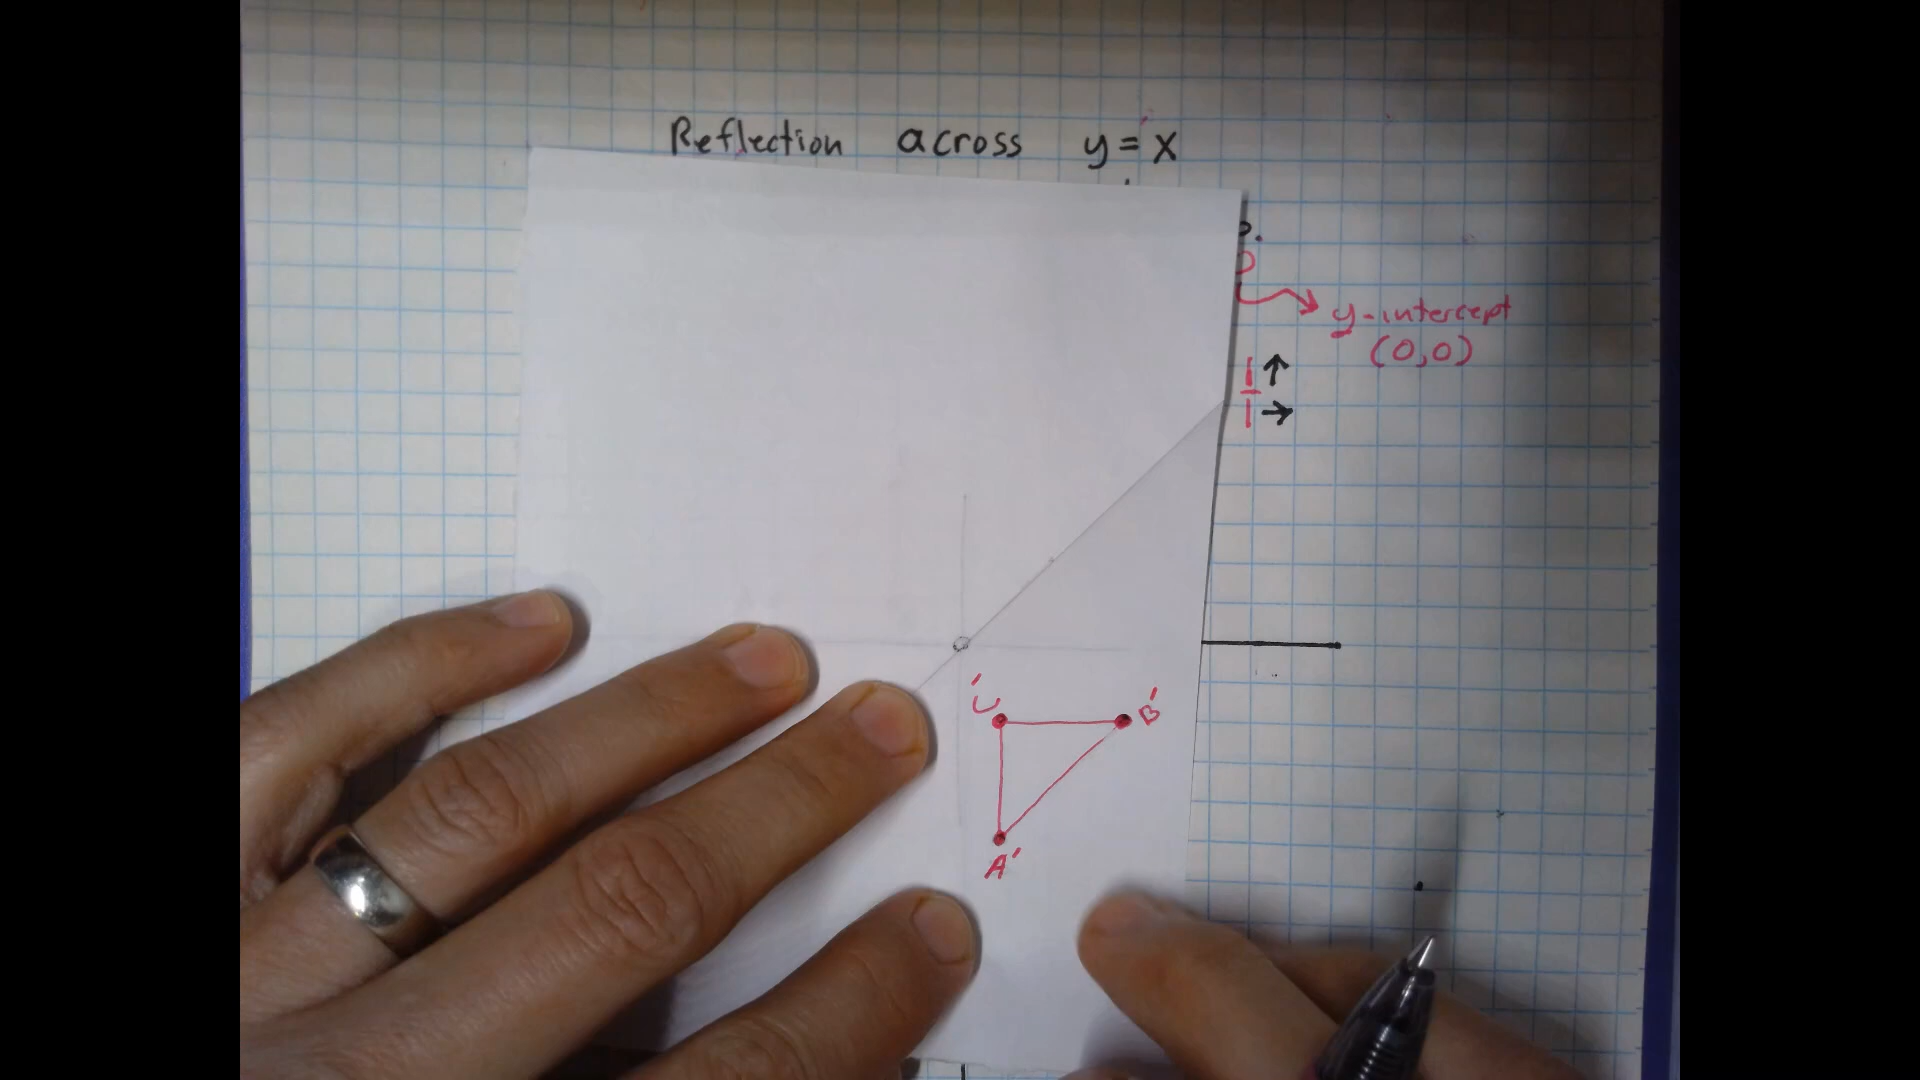 Reflection across y = x
y-intercept
(0,0)
1 ↑
1 →
C' B'
A'